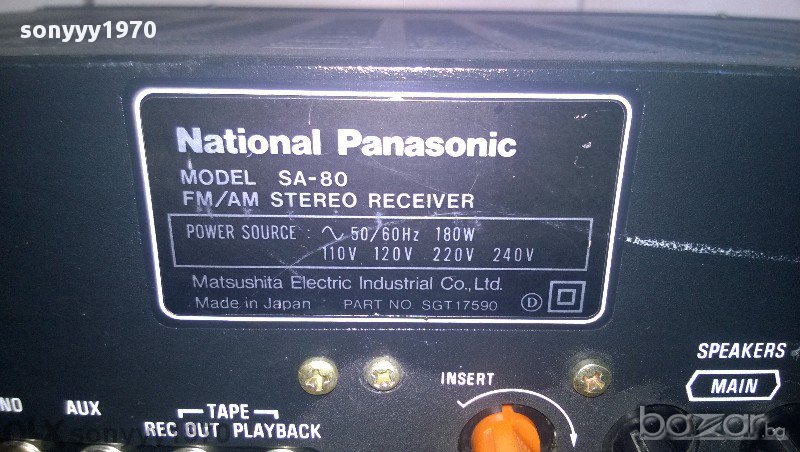 sonyyy1970
National Panasonic
MODEL SA-80
FM/AM STEREO RECEIVER
POWER SOURCE : ∿ 50/60Hz 180W
110V 120V 220V 240V
Matsushita Electric Industrial Co., Ltd.
Made in Japan PART NO. SGT17590 D
SPEAKERS
MAIN
INSERT
AUX
TAPE
REC OUT PLAYBACK
OLX sonyyy1970
bazar.bg